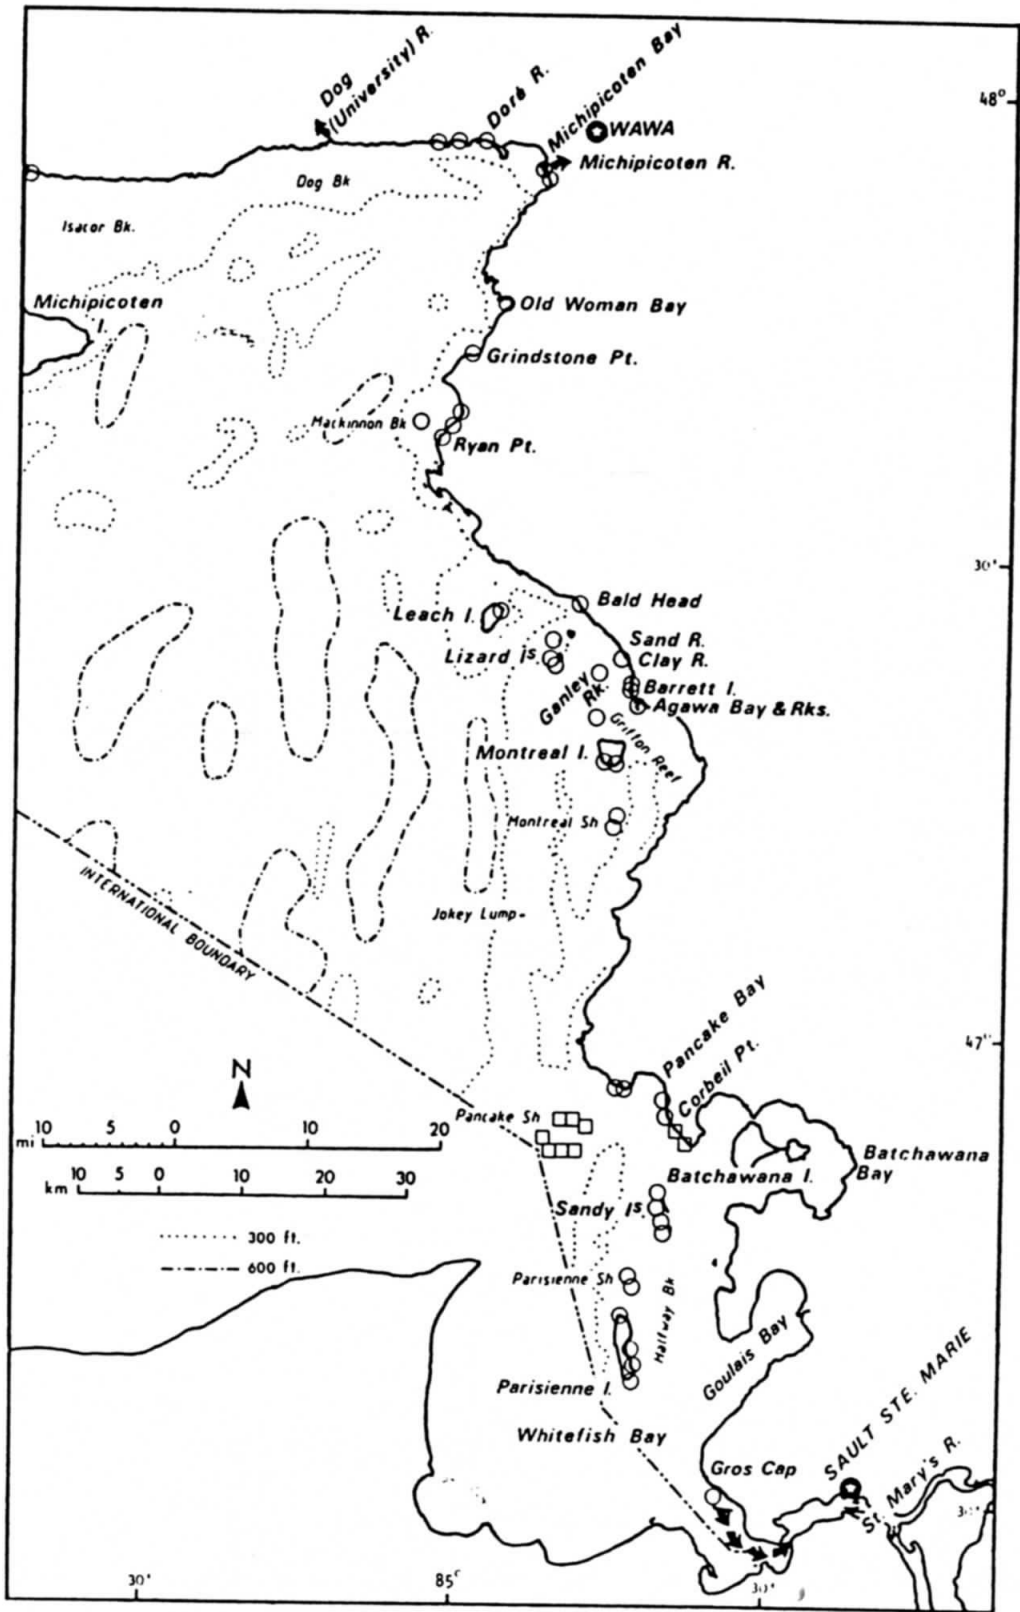 Dog
(University) R.
Doré R.
Michipicoten Bay
48°
WAWA
Michipicoten R.
Dog Bk
Isacor Bk.
Michipicoten
I.
Old Woman Bay
Grindstone Pt.
Mackinnon Bk
Ryan Pt.
30'
Bald Head
Leach I.
Sand R.
Lizard Is
Clay R.
Ganley
Rk.
Barrett I.
Agawa Bay & Rks.
Griffon Reef
Montreal I.
Montreal Sh
INTERNATIONAL BOUNDARY
Jokey Lump
Pancake Bay
47°
Corbeil Pt.
N
Pancake Sh
10 5 0 10 20
mi
Batchawana
Bay
Batchawana I.
10 5 0 10 20 30
km
Sandy Is.
300 ft.
600 ft.
Parisienne Sh
Halfway Bk
Goulais Bay
Parisienne I.
Whitefish Bay
SAULT STE. MARIE
Gros Cap
St. Mary's R.
30'
30'
85°
30'